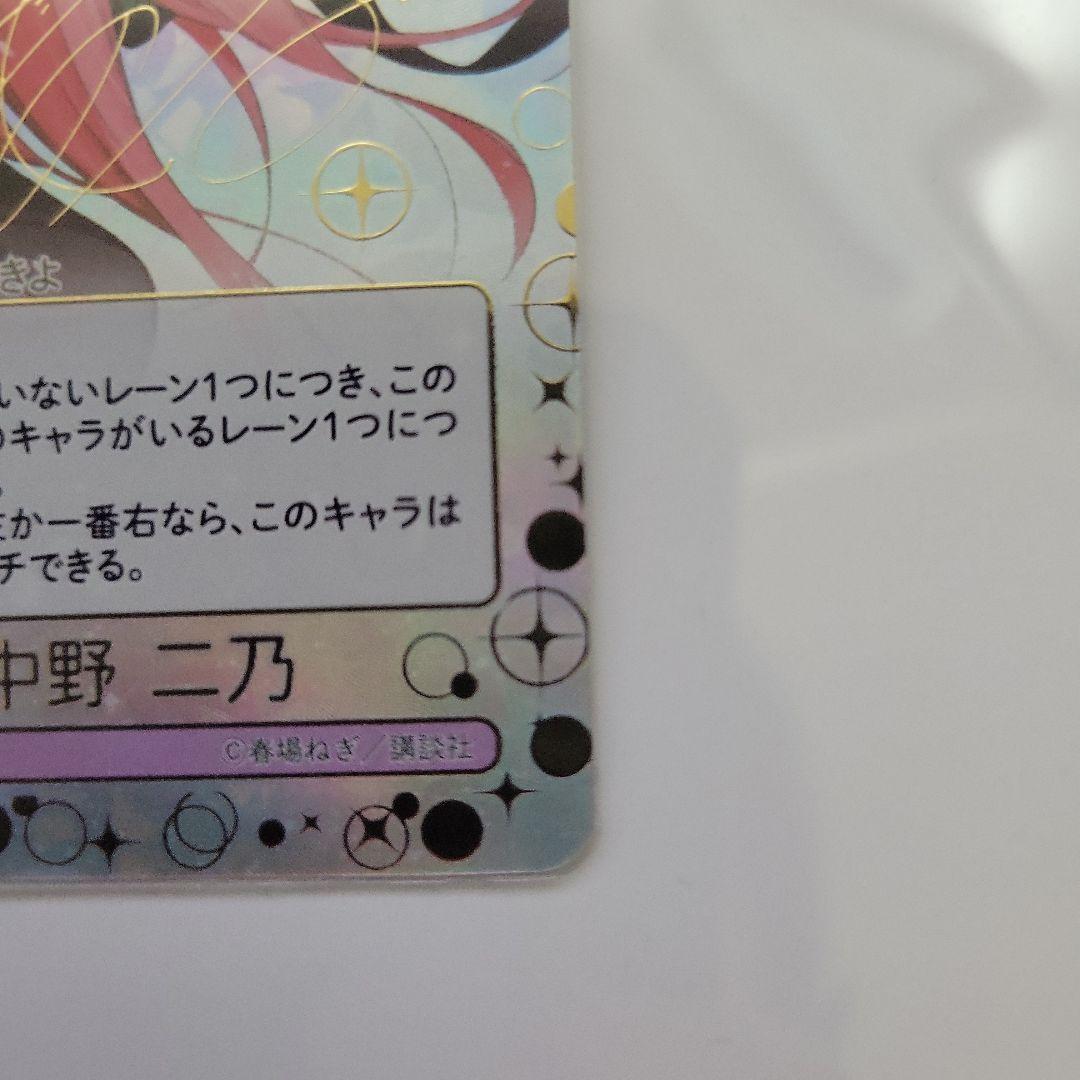 きよ
いないレーン1つにつき、この
のキャラがいるレーン1つにつ
。
か一番右なら、このキャラは
チできる。
中野 二乃
©春場ねぎ／講談社